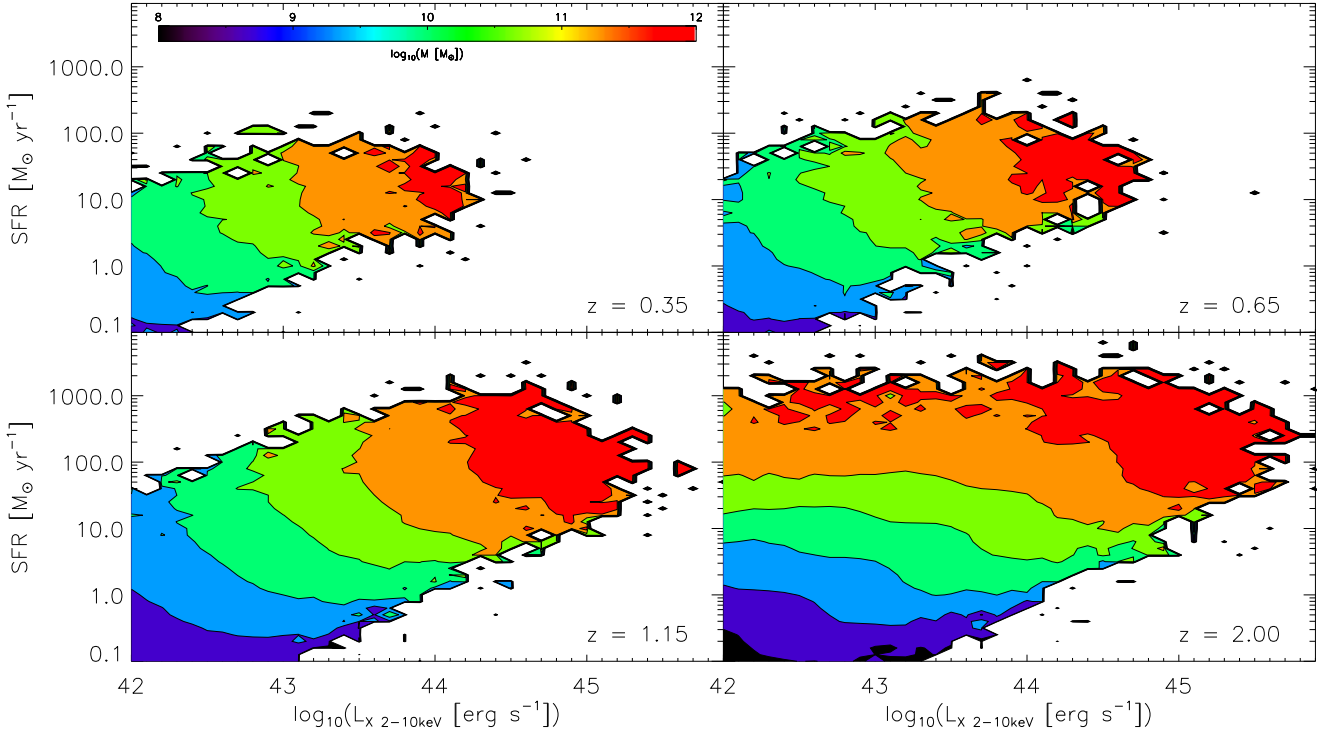 8 9 10 11 12
log₁₀(M [M⊙])
SFR [M⊙ yr⁻¹]
1000.0
100.0
10.0
1.0
0.1
z = 0.35
z = 0.65
SFR [M⊙ yr⁻¹]
1000.0
100.0
10.0
1.0
0.1
z = 1.15
z = 2.00
42 43 44 45 42 43 44 45
log₁₀(L_X 2−10keV [erg s⁻¹) log₁₀(L_X 2−10keV [erg s⁻¹)